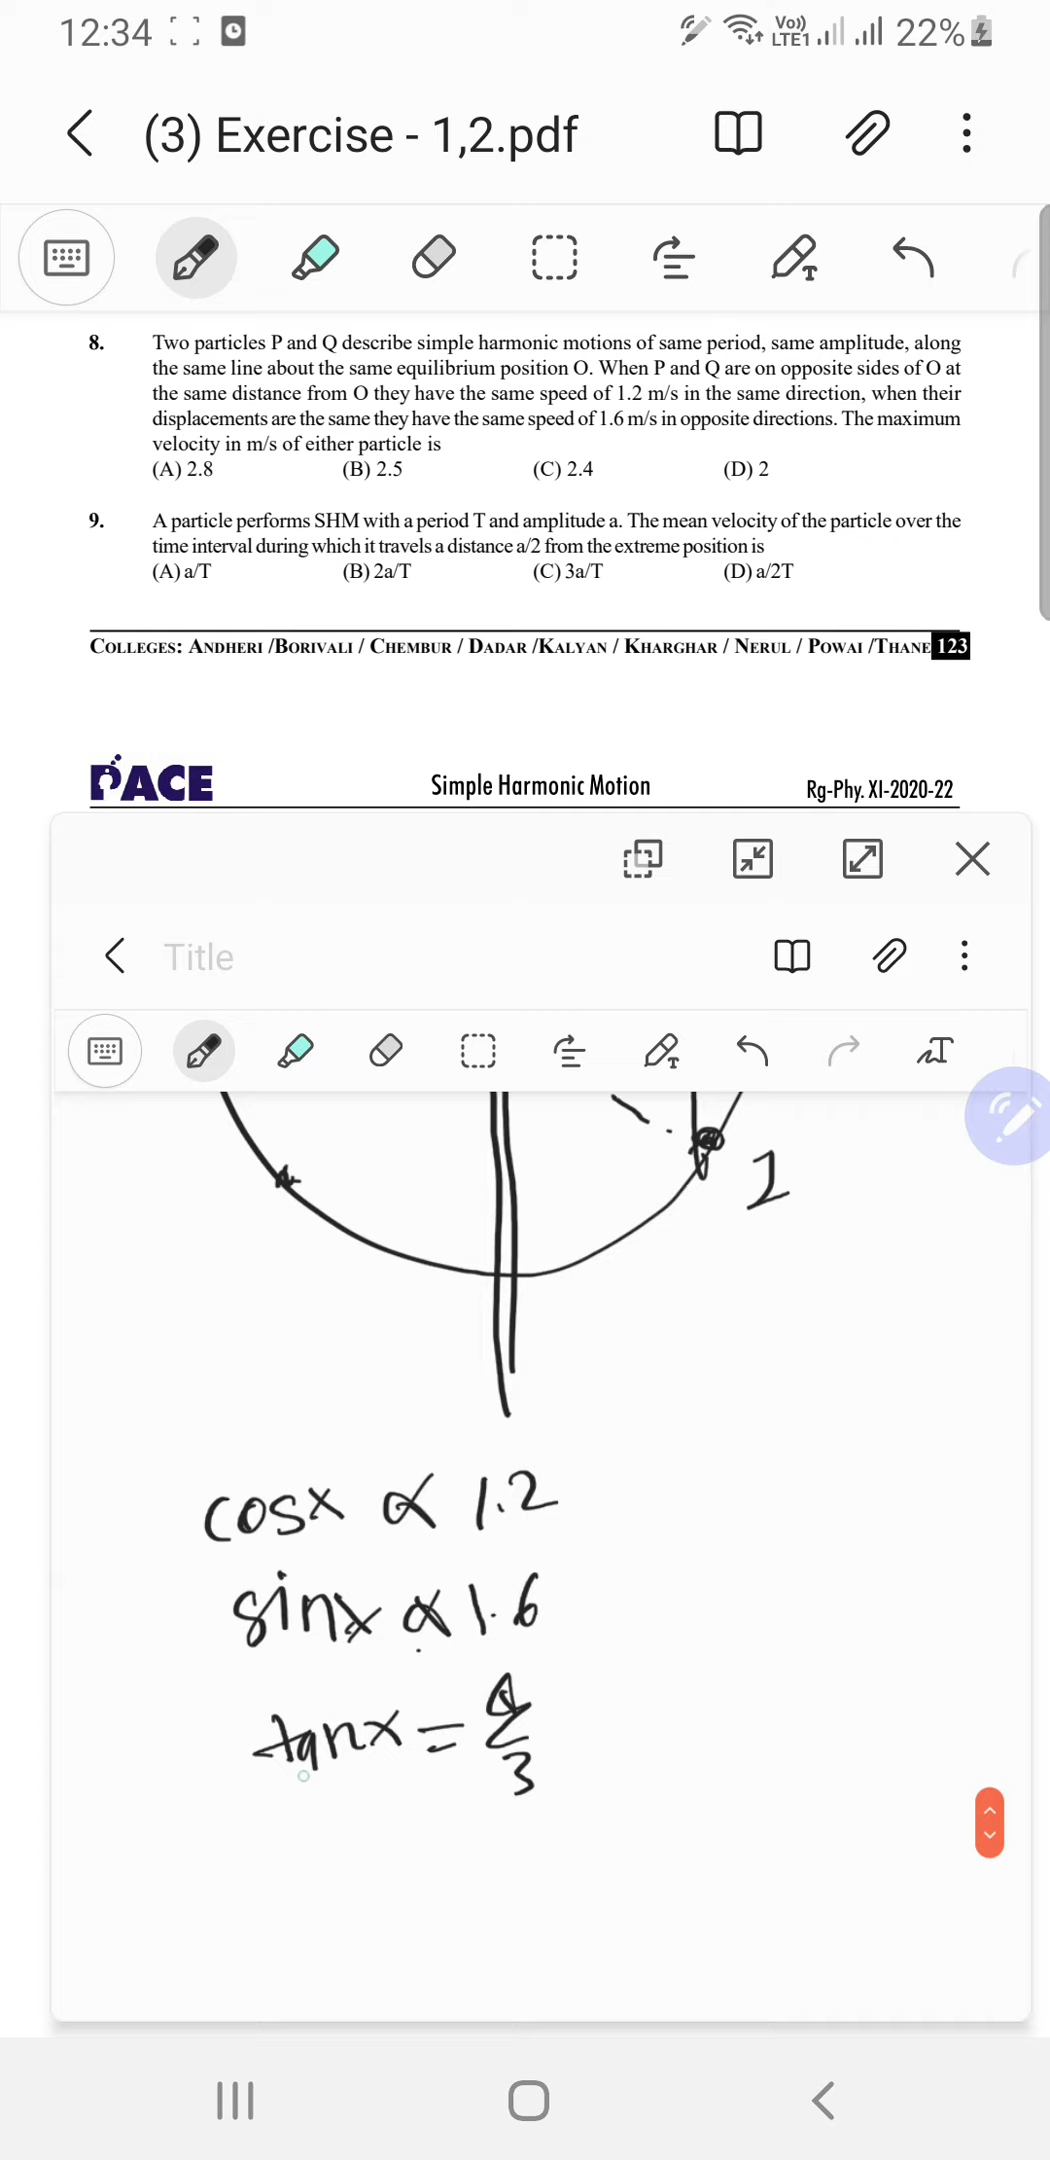 12:34 Vo)) LTE1 22%
(3) Exercise - 1,2.pdf
8. Two particles P and Q describe simple harmonic motions of same period, same amplitude, along
the same line about the same equilibrium position O. When P and Q are on opposite sides of O at
the same distance from O they have the same speed of 1.2 m/s in the same direction, when their
displacements are the same they have the same speed of 1.6 m/s in opposite directions. The maximum
velocity in m/s of either particle is
(A) 2.8 (B) 2.5 (C) 2.4 (D) 2
9. A particle performs SHM with a period T and amplitude a. The mean velocity of the particle over the
time interval during which it travels a distance a/2 from the extreme position is
(A) a/T (B) 2a/T (C) 3a/T (D) a/2T
COLLEGES: ANDHERI /BORIVALI / CHEMBUR / DADAR /KALYAN / KHARGHAR / NERUL / POWAI /THANE 123
PACE Simple Harmonic Motion Rg-Phy. XI-2020-22
Title
cosx ∝ 1.2
sinx ∝ 1.6
tanx = 4/3